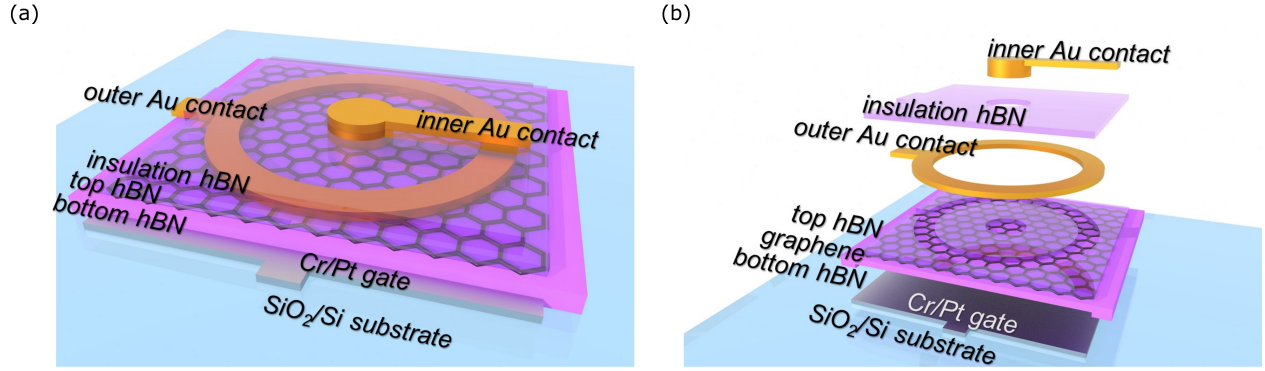 (a)
outer Au contact
inner Au contact
insulation hBN
top hBN
bottom hBN
Cr/Pt gate
SiO₂/Si substrate
(b)
inner Au contact
insulation hBN
outer Au contact
top hBN
graphene
bottom hBN
Cr/Pt gate
SiO₂/Si substrate